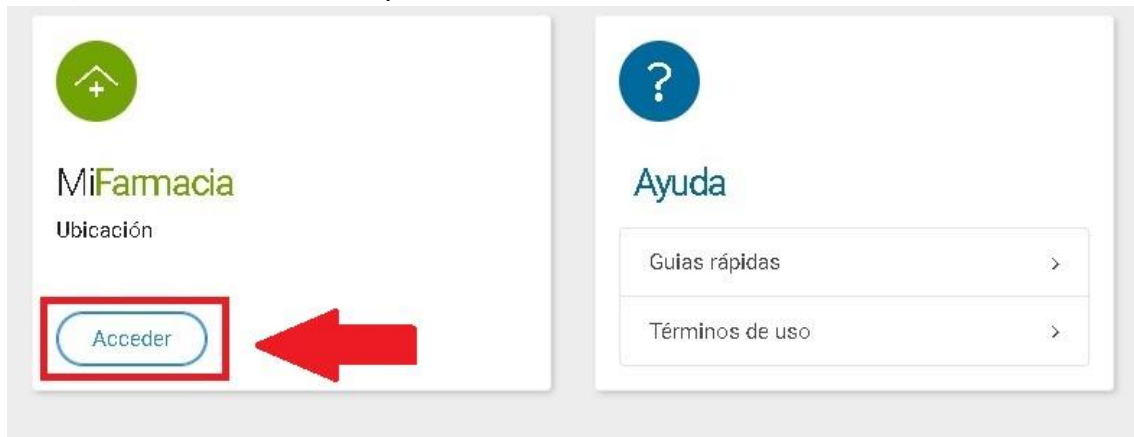 MiFarmacia
Ubicación
Acceder
?
Ayuda
Guias rápidas
Términos de uso